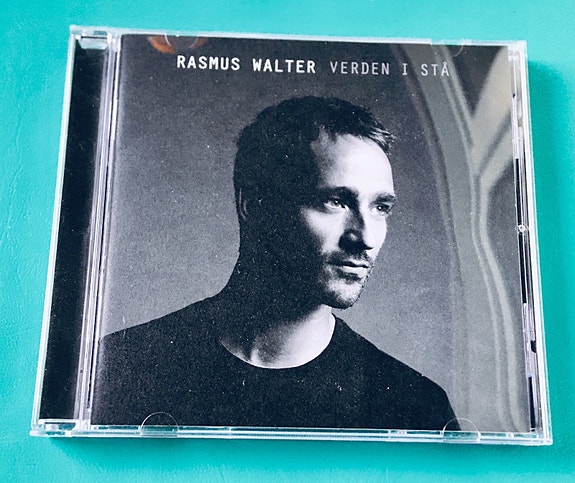 RASMUS WALTER VERDEN I STÅ